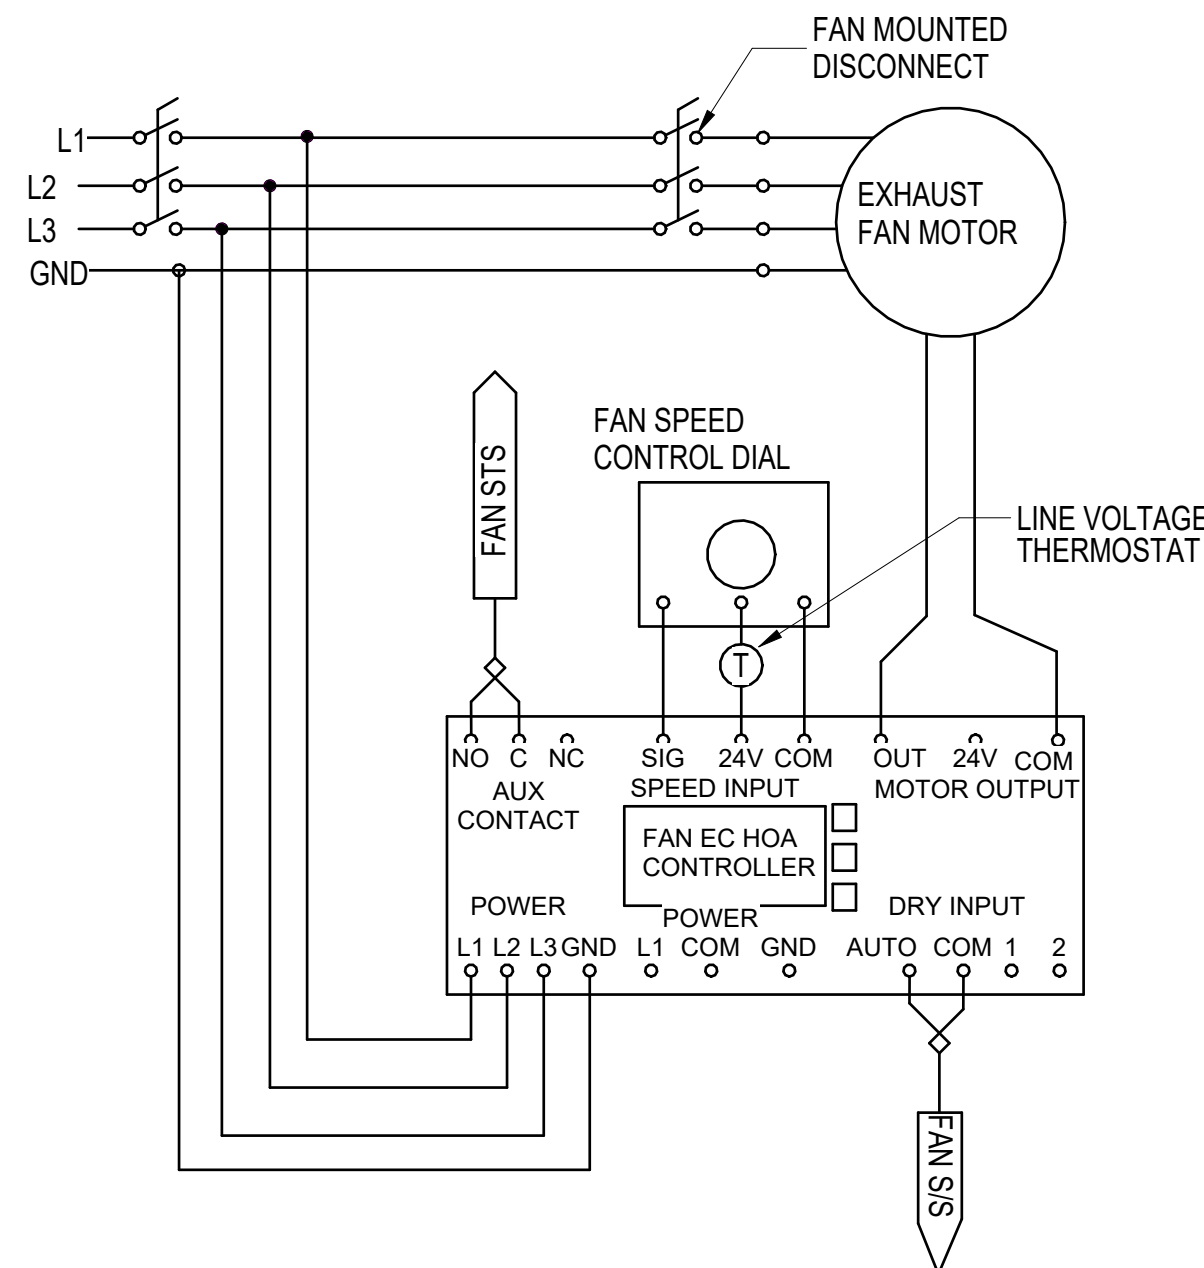 FAN MOUNTED
DISCONNECT
L1
L2
L3
GND
EXHAUST
FAN MOTOR
FAN STS
FAN SPEED
CONTROL DIAL
LINE VOLTAGE
THERMOSTAT
T
NO C NC SIG 24V COM OUT 24V COM
AUX
CONTACT
SPEED INPUT
MOTOR OUTPUT
FAN EC HOA
CONTROLLER
POWER
POWER
DRY INPUT
L1 L2 L3 GND L1 COM GND AUTO COM 1 2
FAN S/S